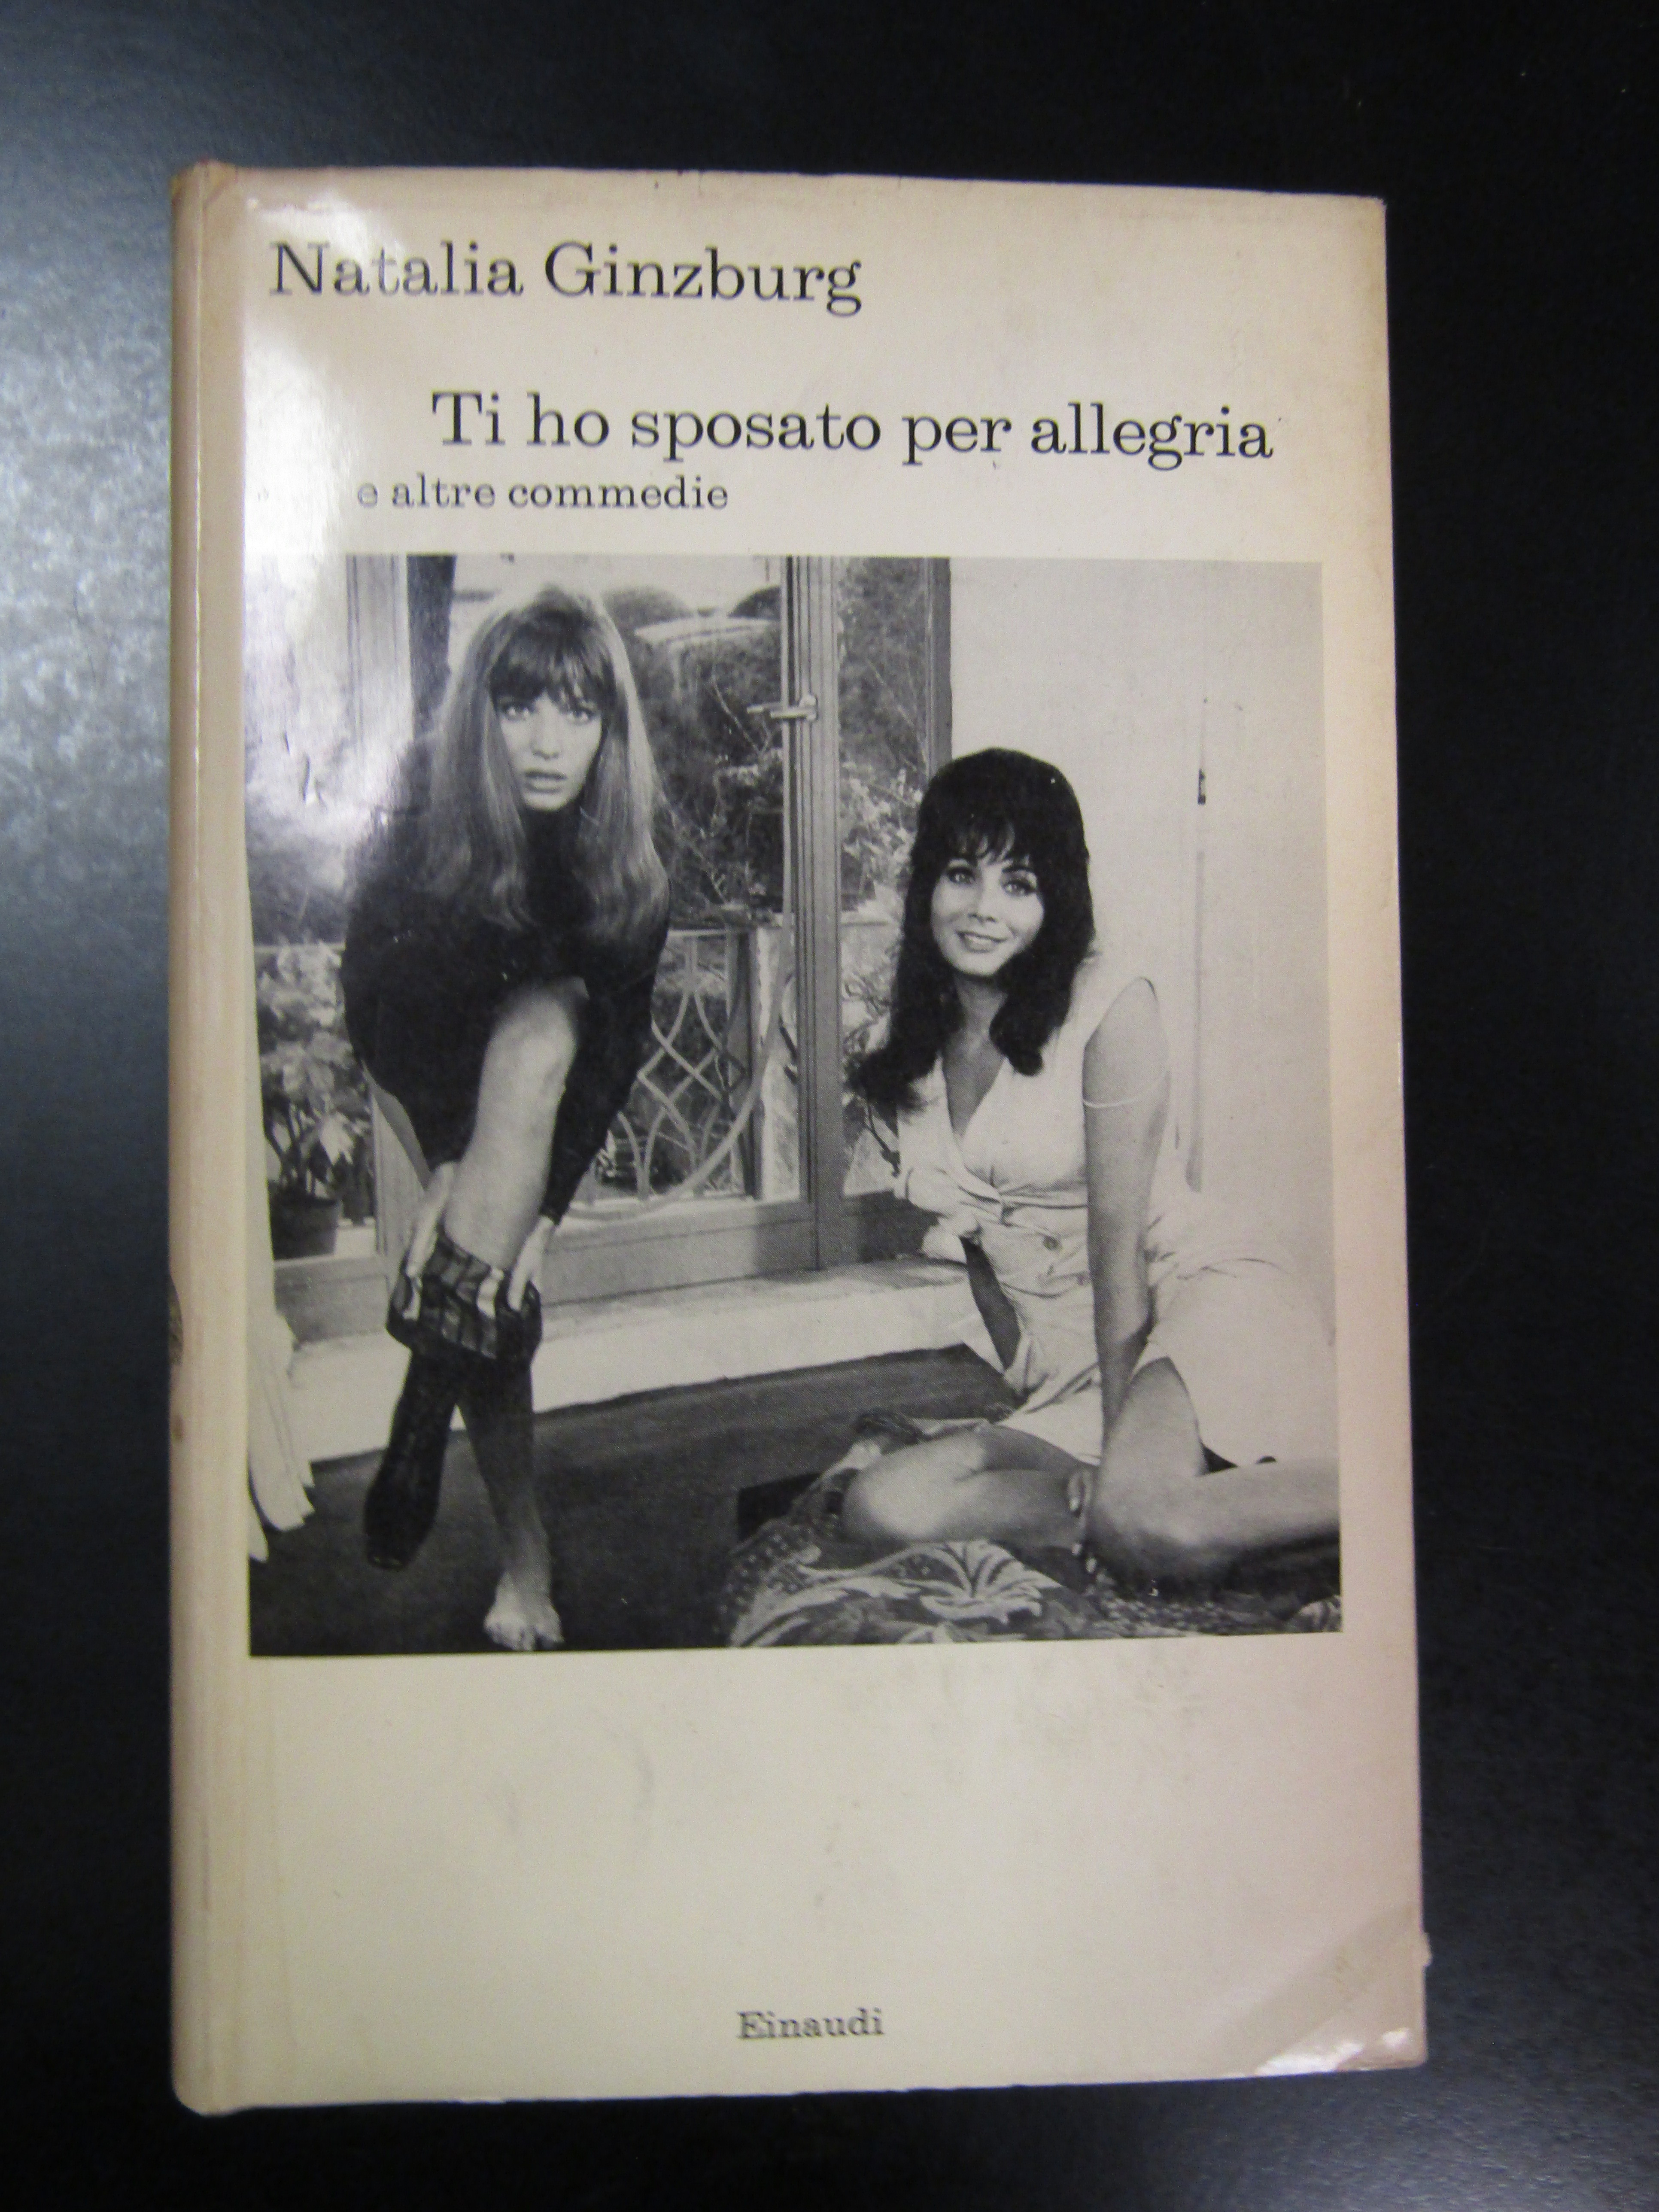 Natalia Ginzburg
Ti ho sposato per allegria
e altre commedie
Einaudi